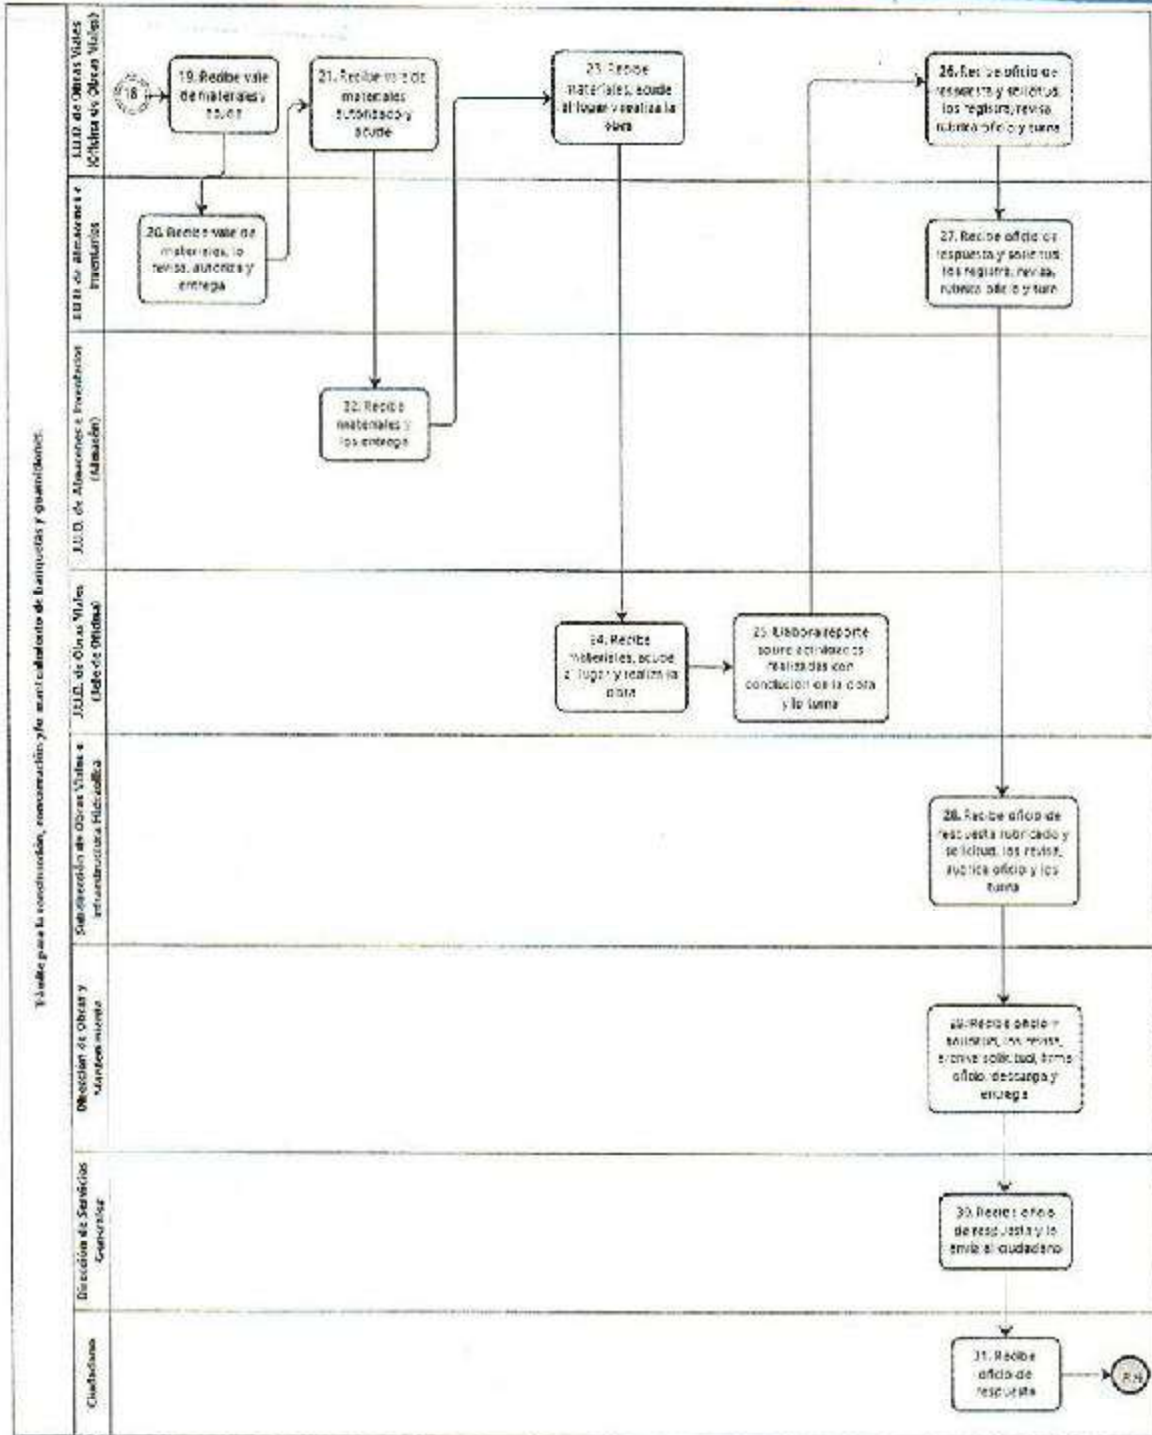 Trámite para la construcción, conservación y/o mantenimiento de banquetas y guarniciones.
J.U.D. de Obras Viales
(Oficina de Obras Viales)
18
19. Recibe vale
de materiales y
acude
21. Recibe vale de
materiales
autorizado y
acude
23. Recibe
materiales, acude
al lugar y realiza la
obra
26. Recibe oficio de
respuesta y solicitud,
los registra, revisa,
rubrica oficio y turna
J.U.D. de Almacenes e
Inventarios
20. Recibe vale de
materiales, lo
revisa, autoriza y
entrega
27. Recibe oficio de
respuesta y solicitud,
los registra, revisa,
rubrica oficio y turna
J.U.D. de Almacenes e Inventarios
(Almacén)
22. Recibe
materiales y
los entrega
J.U.D. de Obras Viales
(Jefe de Oficina)
24. Recibe
materiales, acude
al lugar y realiza la
obra
25. Elabora reporte
sobre actividades
realizadas con
conclusión de la obra
y lo turna
Subdirección de Obras Viales e
Infraestructura Hidráulica
28. Recibe oficio de
respuesta rubricado y
solicitud, los revisa,
rubrica oficio y los
turna
Dirección de Obras y
Mantenimiento
29. Recibe oficio y
solicitud, los revisa,
archiva solicitud, firma
oficio, descarga y
entrega
Dirección de Servicios
Generales
30. Recibe oficio
de respuesta y lo
envía al ciudadano
Ciudadano
31. Recibe
oficio de
respuesta